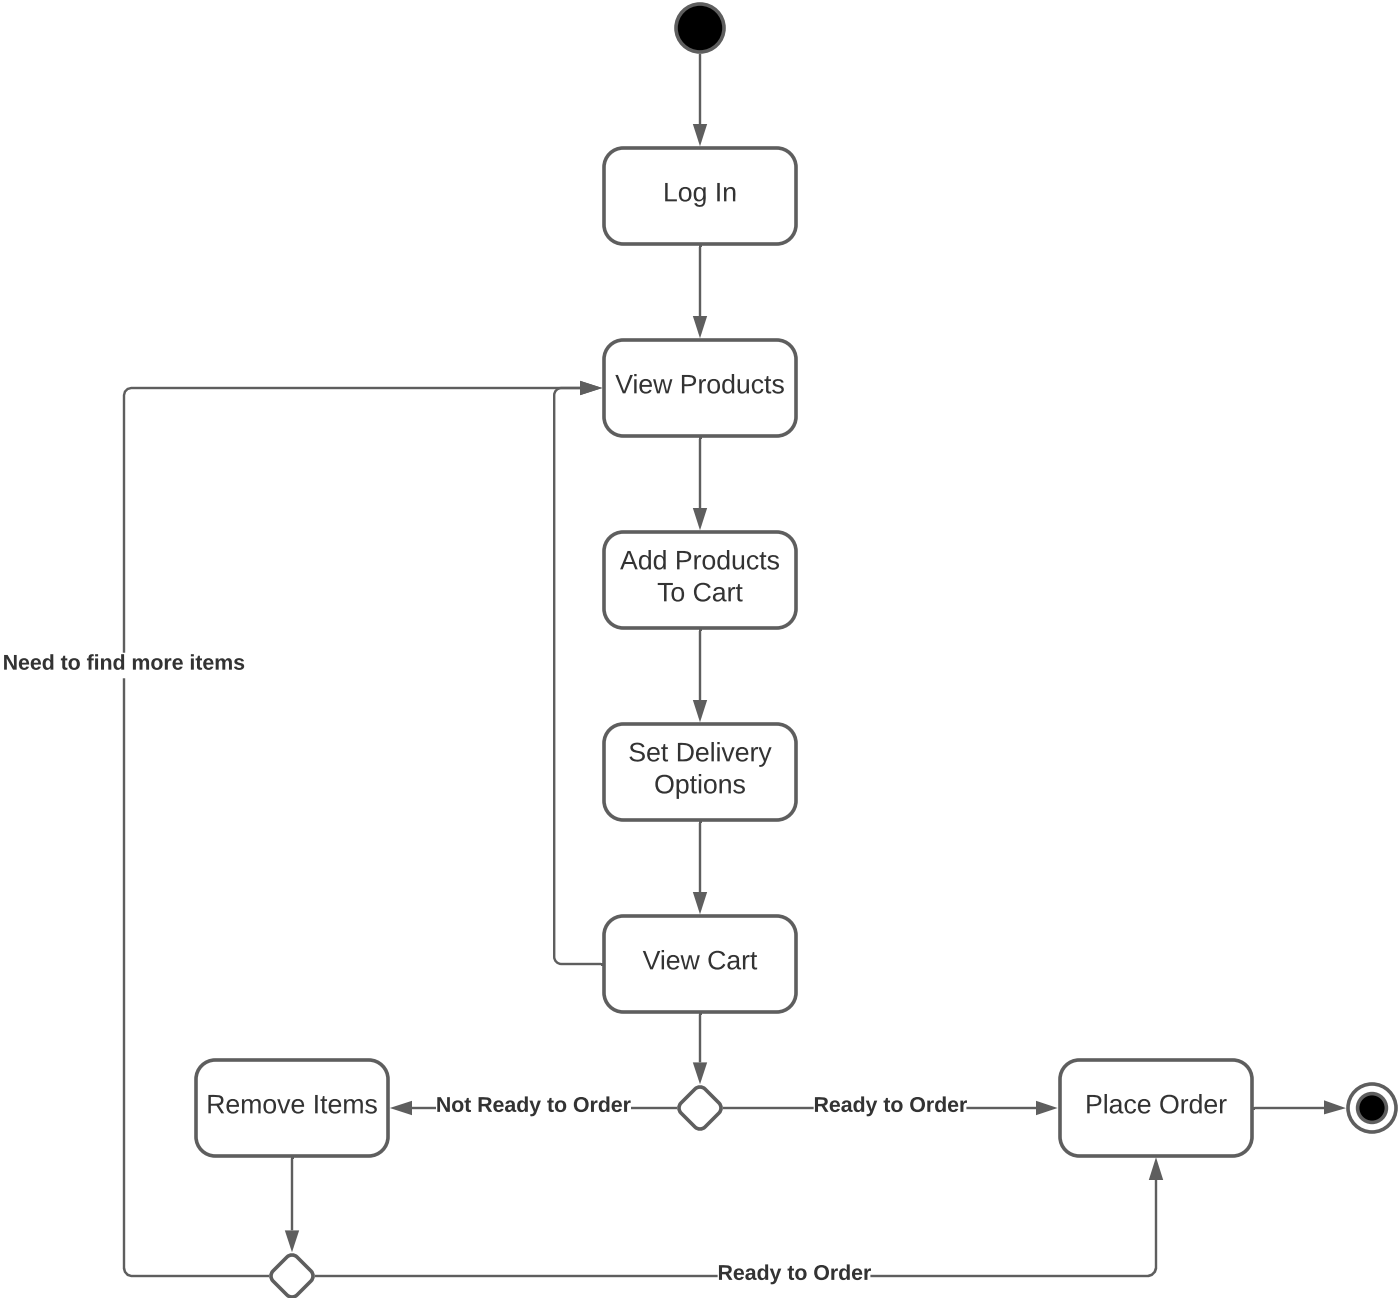 Log In
View Products
Add Products
To Cart
Need to find more items
Set Delivery
Options
View Cart
Remove Items
Not Ready to Order
Ready to Order
Place Order
Ready to Order